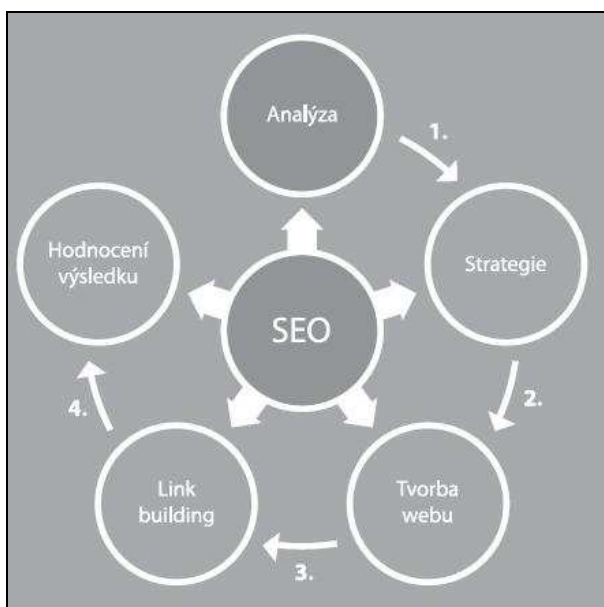 Analýza
1.
Strategie
2.
Tvorba
webu
3.
Link
building
4.
Hodnocení
výsledku
SEO